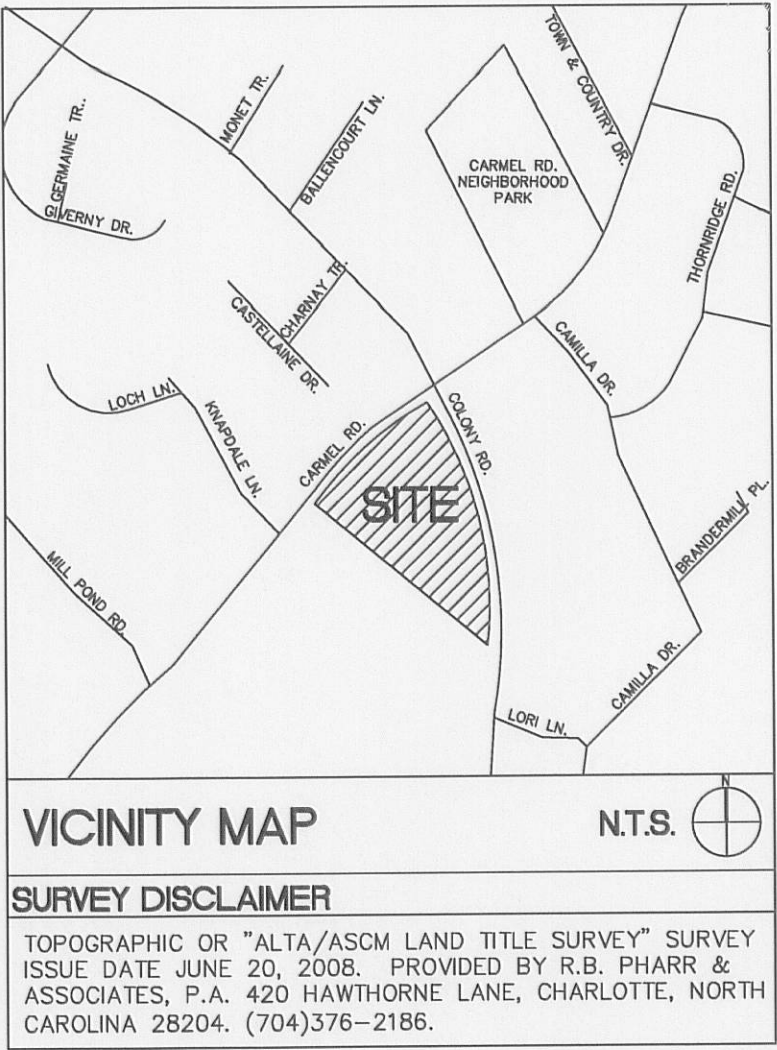 TOWN & COUNTRY DR.
MONET TR.
BALLENCOURT LN.
GERMAINE TR..
GIVERNY DR.
CARMEL RD.
NEIGHBORHOOD
PARK
THORNRIDGE RD.
CHARNAY TR.
CASTELLAINE DR.
CAMILLA DR.
LOCH LN.
KNAPDALE LN.
CARMEL RD.
COLONY RD.
SITE
BRANDERMILL PL.
MILL POND RD.
CAMILLA DR.
LORI LN.
VICINITY MAP
N.T.S.
N
SURVEY DISCLAIMER
TOPOGRAPHIC OR "ALTA/ASCM LAND TITLE SURVEY" SURVEY
ISSUE DATE JUNE 20, 2008. PROVIDED BY R.B. PHARR &
ASSOCIATES, P.A. 420 HAWTHORNE LANE, CHARLOTTE, NORTH
CAROLINA 28204. (704)376-2186.